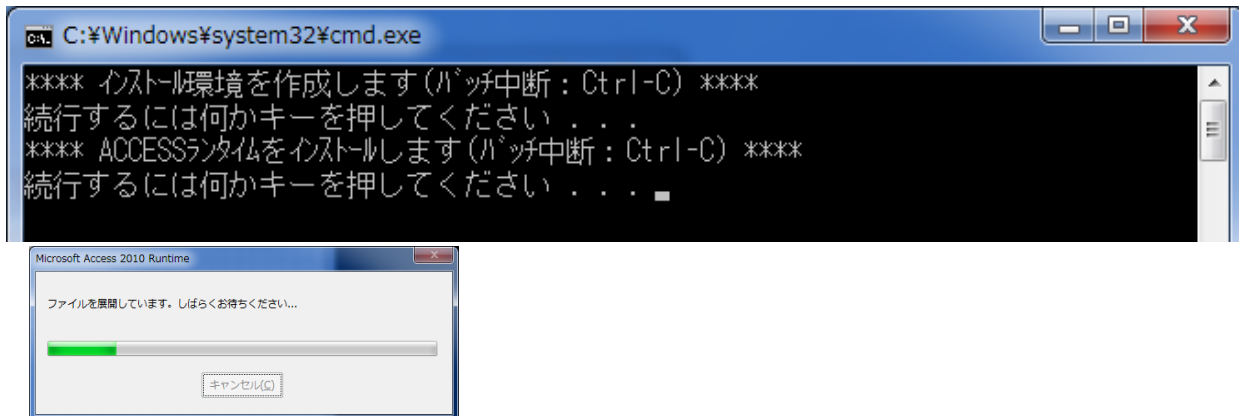 C:¥Windows¥system32¥cmd.exe
**** インストール環境を作成します(バッチ中断：Ctrl-C) ****
続行するには何かキーを押してください . . .
**** ACCESSランタイムをインストールします(バッチ中断：Ctrl-C) ****
続行するには何かキーを押してください . . .
Microsoft Access 2010 Runtime
ファイルを展開しています。しばらくお待ちください...
キャンセル(C)